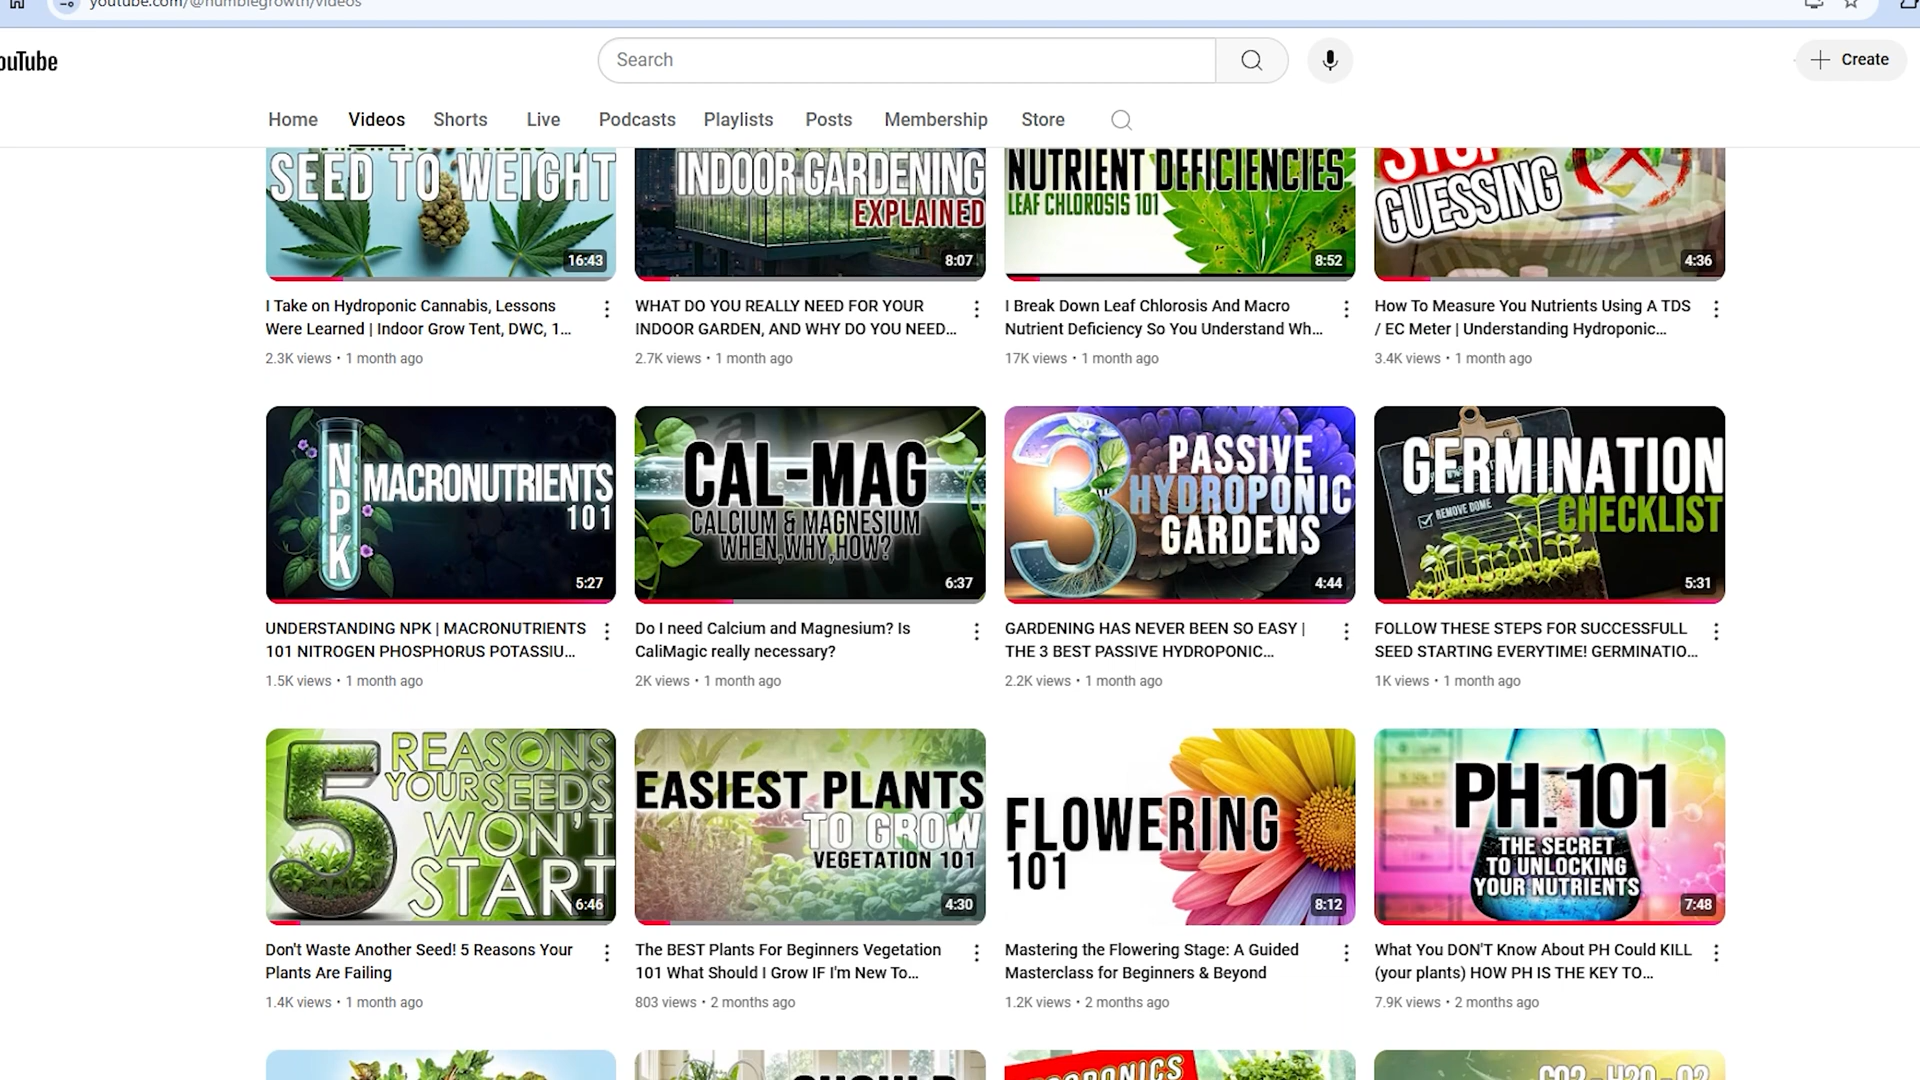 youtube.com/@humblegrowth/videos
ouTube
Search
Create
Home Videos Shorts Live Podcasts Playlists Posts Membership Store
SEED TO WEIGHT
16:43
I Take on Hydroponic Cannabis, Lessons
Were Learned | Indoor Grow Tent, DWC, 1...
2.3K views • 1 month ago
INDOOR GARDENING
EXPLAINED
8:07
WHAT DO YOU REALLY NEED FOR YOUR
INDOOR GARDEN, AND WHY DO YOU NEED...
2.7K views • 1 month ago
NUTRIENT DEFICIENCIES
LEAF CHLOROSIS 101
8:52
I Break Down Leaf Chlorosis And Macro
Nutrient Deficiency So You Understand Wh...
17K views • 1 month ago
STOP
GUESSING
4:36
How To Measure You Nutrients Using A TDS
/ EC Meter | Understanding Hydroponic...
3.4K views • 1 month ago
NPK
MACRONUTRIENTS
101
5:27
UNDERSTANDING NPK | MACRONUTRIENTS
101 NITROGEN PHOSPHORUS POTASSIU...
1.5K views • 1 month ago
CAL-MAG
CALCIUM & MAGNESIUM
WHEN,WHY,HOW?
6:37
Do I need Calcium and Magnesium? Is
CaliMagic really necessary?
2K views • 1 month ago
3 PASSIVE
HYDROPONIC
GARDENS
4:44
GARDENING HAS NEVER BEEN SO EASY |
THE 3 BEST PASSIVE HYDROPONIC...
2.2K views • 1 month ago
GERMINATION
CHECKLIST
REMOVE DOME
5:31
FOLLOW THESE STEPS FOR SUCCESSFULL
SEED STARTING EVERYTIME! GERMINATIO...
1K views • 1 month ago
5 REASONS
YOUR SEEDS
WON'T
START
6:46
Don't Waste Another Seed! 5 Reasons Your
Plants Are Failing
1.4K views • 1 month ago
EASIEST PLANTS
TO GROW
VEGETATION 101
4:30
The BEST Plants For Beginners Vegetation
101 What Should I Grow IF I'm New To...
803 views • 2 months ago
FLOWERING
101
8:12
Mastering the Flowering Stage: A Guided
Masterclass for Beginners & Beyond
1.2K views • 2 months ago
PH.101
THE SECRET
TO UNLOCKING
YOUR NUTRIENTS
7:48
What You DON'T Know About PH Could KILL
(your plants) HOW PH IS THE KEY TO...
7.9K views • 2 months ago
SHOULD
CO2-H2O-O2